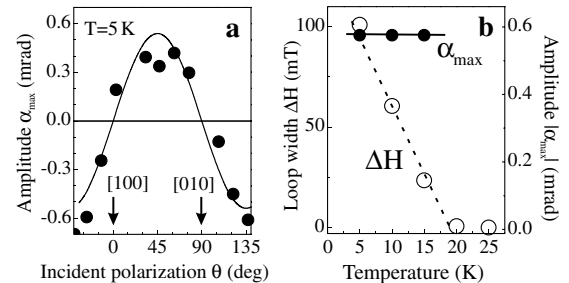 T=5 K
a
Amplitude α_max (mrad)
0.6
0.3
0.0
-0.3
-0.6
[100]
[010]
0 45 90 135
Incident polarization θ (deg)
b
Loop width ΔH (mT)
100
50
0
α_max
ΔH
0.6
0.4
0.2
0.0
Amplitude |α_max| (mrad)
0 5 10 15 20 25
Temperature (K)